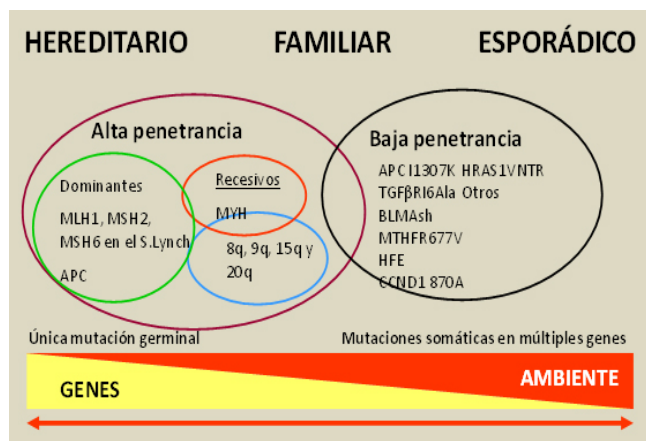 HEREDITARIO FAMILIAR ESPORÁDICO
Alta penetrancia
Dominantes
MLH1, MSH2,
MSH6 en el S.Lynch
APC
Recesivos
MYH
8q, 9q, 15q y
20q
Baja penetrancia
APC I1307K HRAS1VNTR
TGFβRI6Ala Otros
BLMAsh
MTHFR677V
HFE
CCND1 870A
Única mutación germinal
Mutaciones somáticas en múltiples genes
GENES
AMBIENTE